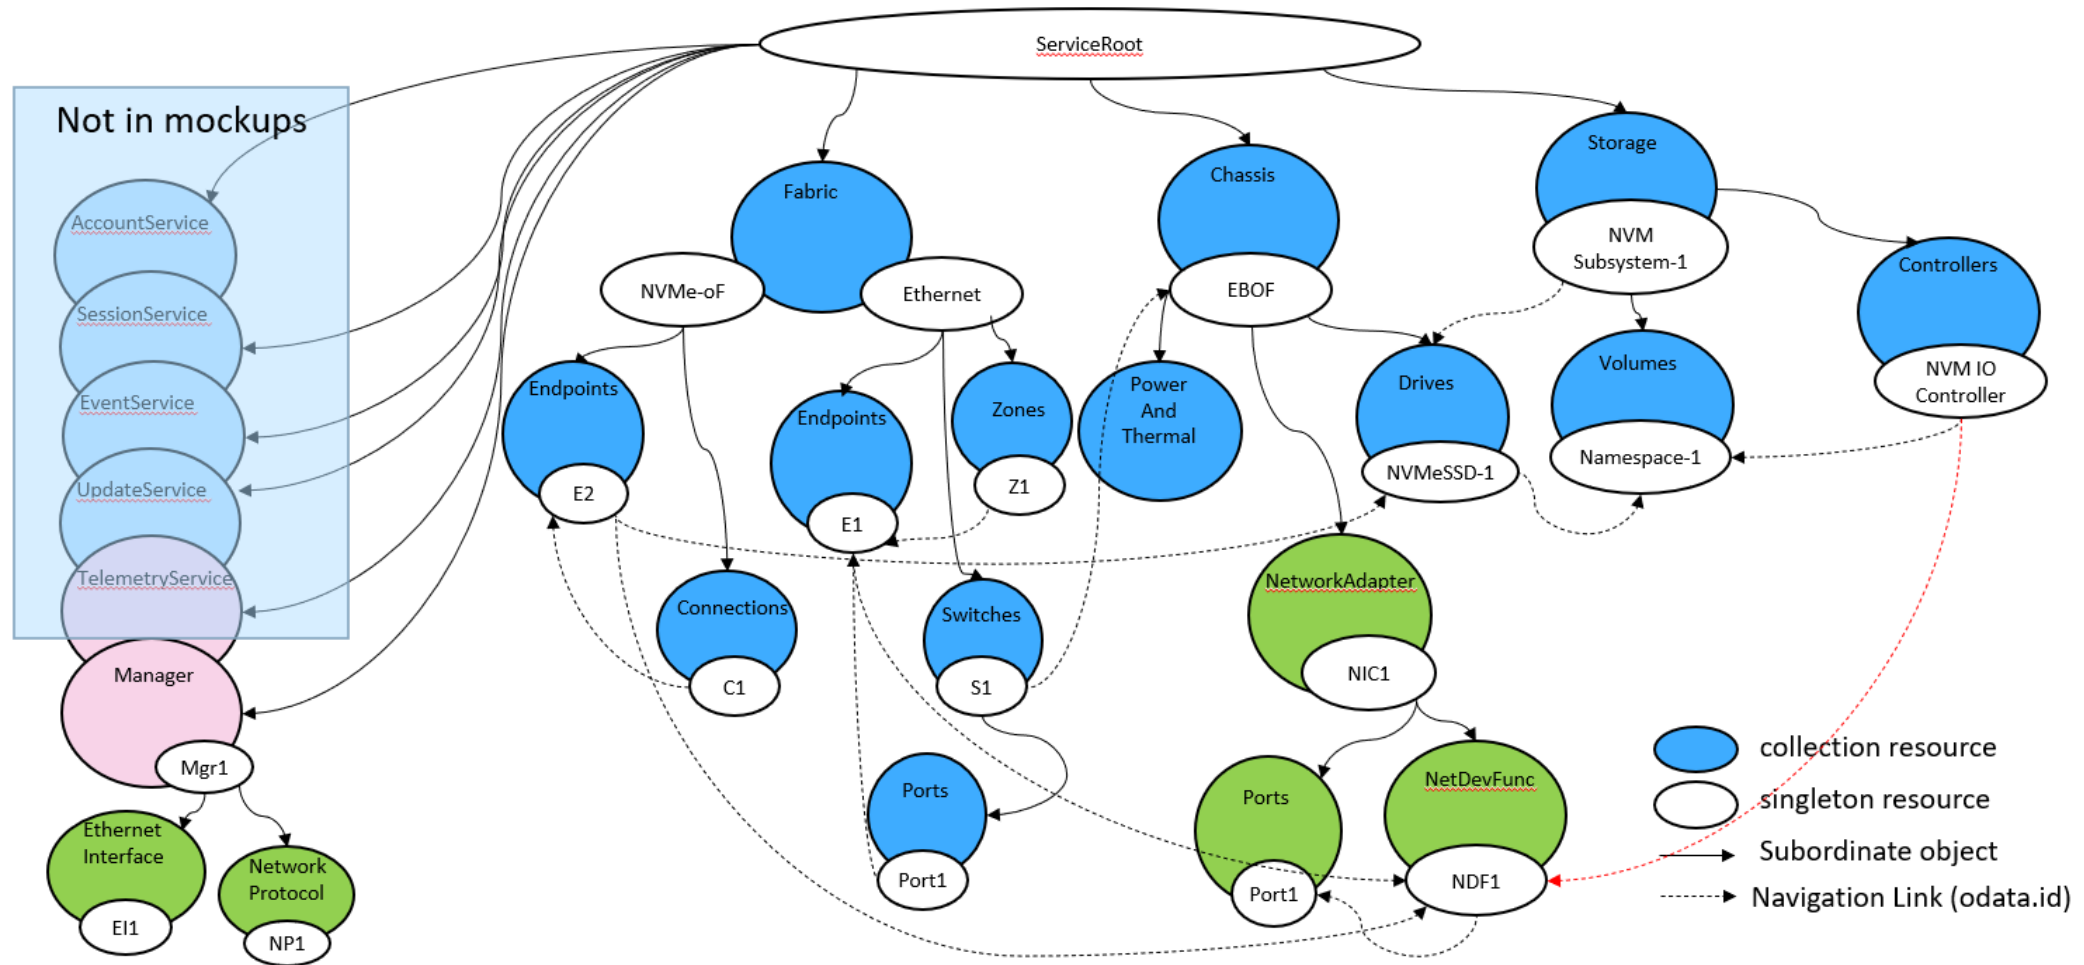 ServiceRoot
Not in mockups
AccountService
SessionService
EventService
UpdateService
TelemetryService
Manager
Mgr1
Ethernet
Interface
EI1
Network
Protocol
NP1
Fabric
NVMe-oF
Ethernet
Endpoints
E2
Connections
C1
Endpoints
E1
Zones
Z1
Switches
S1
Ports
Port1
Chassis
EBOF
Power
And
Thermal
Drives
NVMeSSD-1
NetworkAdapter
NIC1
Ports
Port1
NetDevFunc
NDF1
Storage
NVM
Subsystem-1
Volumes
Namespace-1
Controllers
NVM IO
Controller
collection resource
singleton resource
Subordinate object
Navigation Link (odata.id)